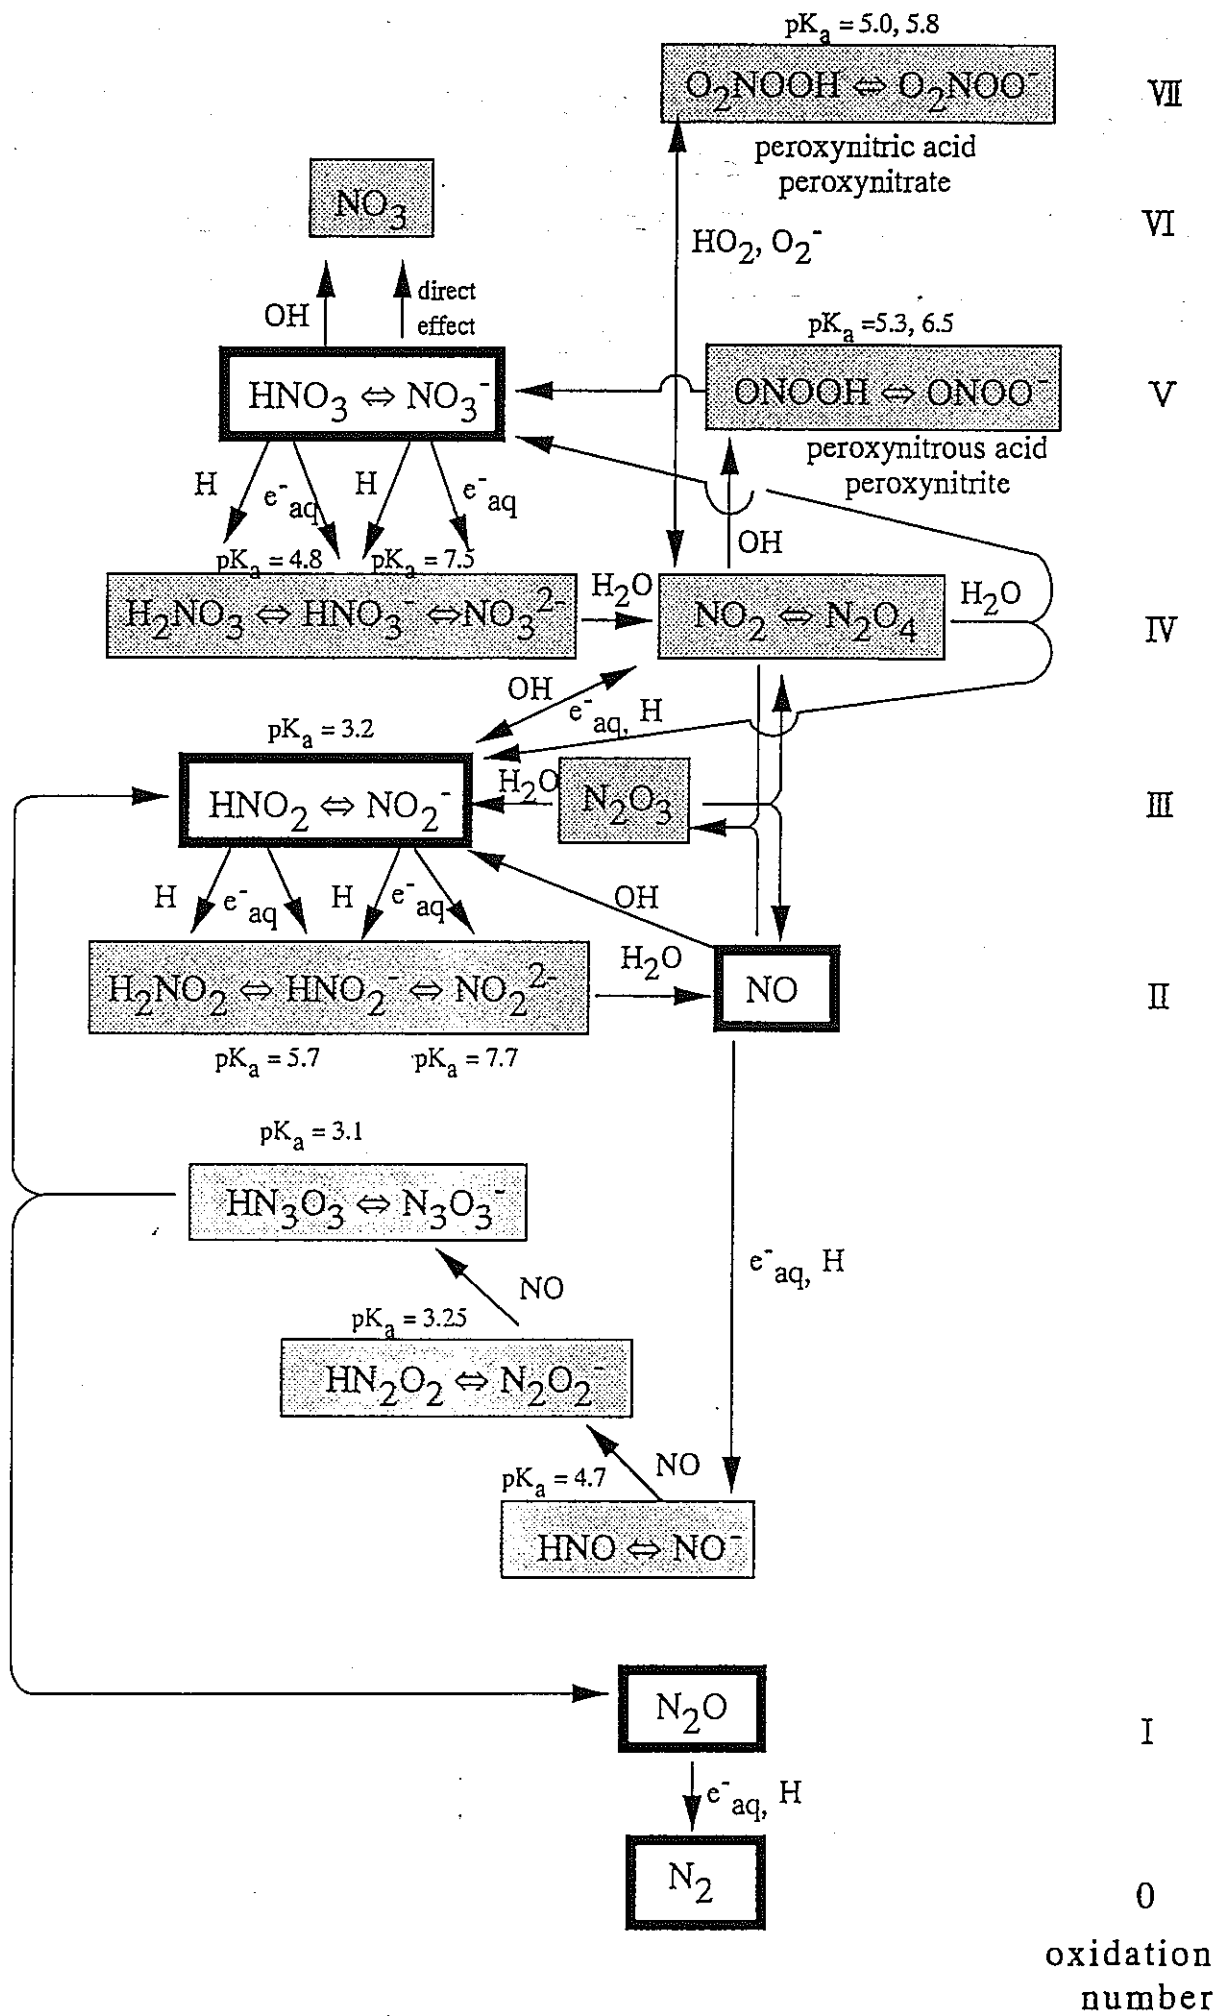 pKa = 5.0, 5.8
O2NOOH ⇔ O2NOO-
VII
peroxynitric acid
peroxynitrate
NO3
VI
HO2, O2-
OH
direct
effect
pKa =5.3, 6.5
HNO3 ⇔ NO3-
ONOOH ⇔ ONOO-
V
peroxynitrous acid
peroxynitrite
H
e-aq
H
e-aq
OH
pKa = 4.8
pKa = 7.5
H2NO3 ⇔ HNO3- ⇔ NO32-
H2O
NO2 ⇔ N2O4
H2O
IV
OH
e-aq, H
pKa = 3.2
HNO2 ⇔ NO2-
H2O
N2O3
III
H
e-aq
H
e-aq
OH
H2NO2 ⇔ HNO2- ⇔ NO22-
H2O
NO
II
pKa = 5.7
pKa = 7.7
pKa = 3.1
HN3O3 ⇔ N3O3-
e-aq, H
NO
pKa = 3.25
HN2O2 ⇔ N2O2-
NO
pKa = 4.7
HNO ⇔ NO-
N2O
I
e-aq, H
N2
0
oxidation
number